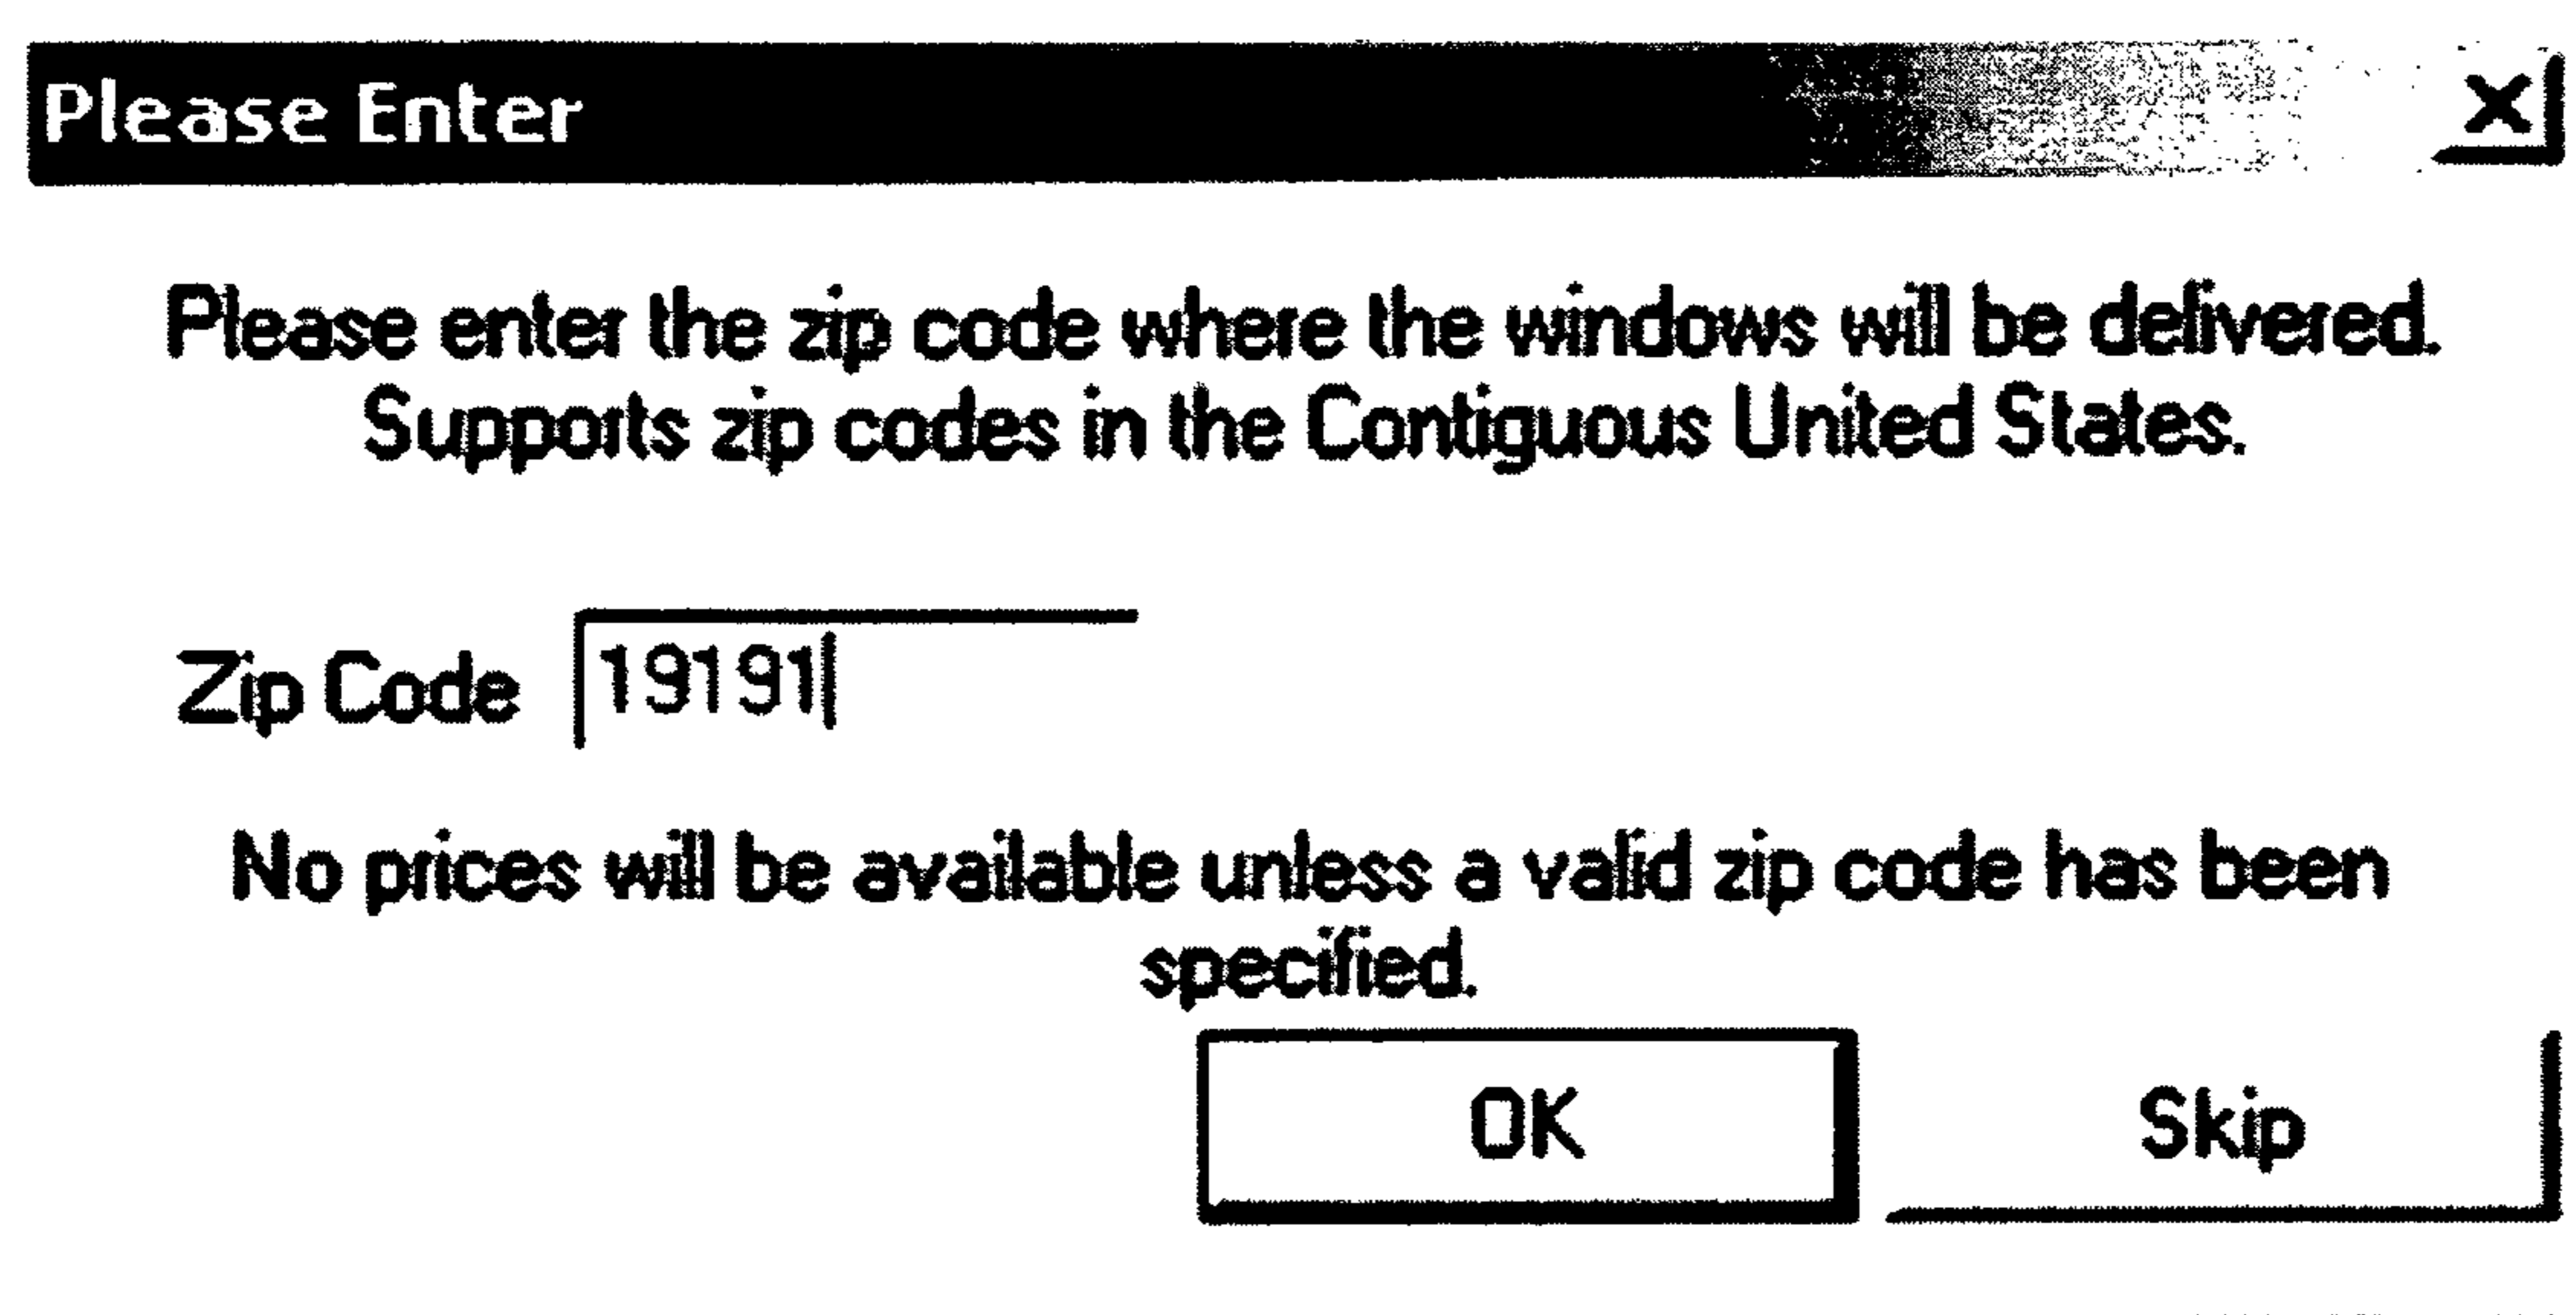 Please Enter
Please enter the zip code where the windows will be delivered.
Supports zip codes in the Contiguous United States.
Zip Code 19191
No prices will be available unless a valid zip code has been
specified.
OK Skip